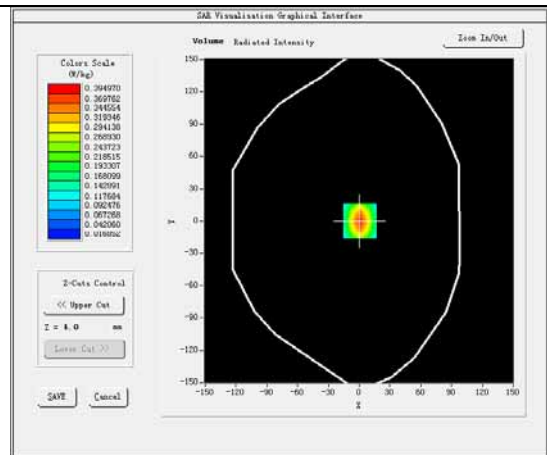 SAR Visualisation Graphical Interface
Volume Radiated Intensity
Zoom In/Out
Colors Scale
(W/kg)
0.394970
0.369762
0.344554
0.319346
0.294138
0.268930
0.243723
0.218515
0.193307
0.168099
0.142891
0.117684
0.092476
0.067268
0.042060
0.016852
150
120
90
60
30
0
-30
-60
-90
-120
-150
Y
-150 -120 -90 -60 -30 0 30 60 90 120 150
X
Z-Cuts Control
<< Upper Cut
Z = 4.0 mm
Lower Cut >>
SAVE
Cancel